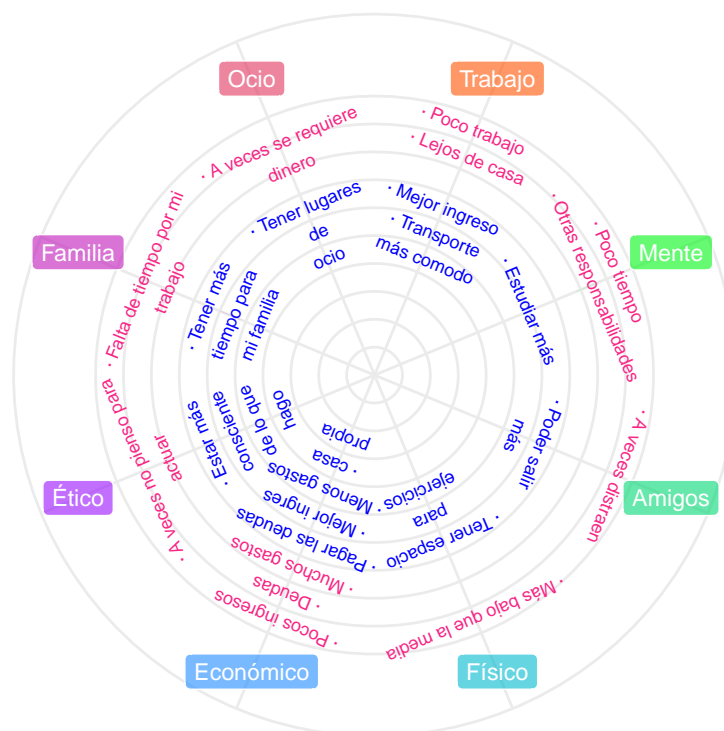 Ocio
Trabajo
Mente
Amigos
Físico
Económico
Ético
Familia
· A veces se requiere
dinero
· Tener lugares
de
ocio
· Poco trabajo
· Lejos de casa
· Mejor ingreso
· Transporte
más comodo
· Poco tiempo
· Otras responsabilidades
· Estudiar más
· A veces distraen
· Poder salir
más
· Más bajo que la media
· Tener espacio
para
ejercicios
· Pocos ingresos
· Deudas
· Muchos gastos
· Pagar las deudas
· Mejor ingres
· Menos gastos
· casa
propia
· A veces no pienso para
actuar
· Estar más
consciente
de lo que
hago
· Falta de tiempo por mi
trabajo
· Tener más
tiempo para
mi familia